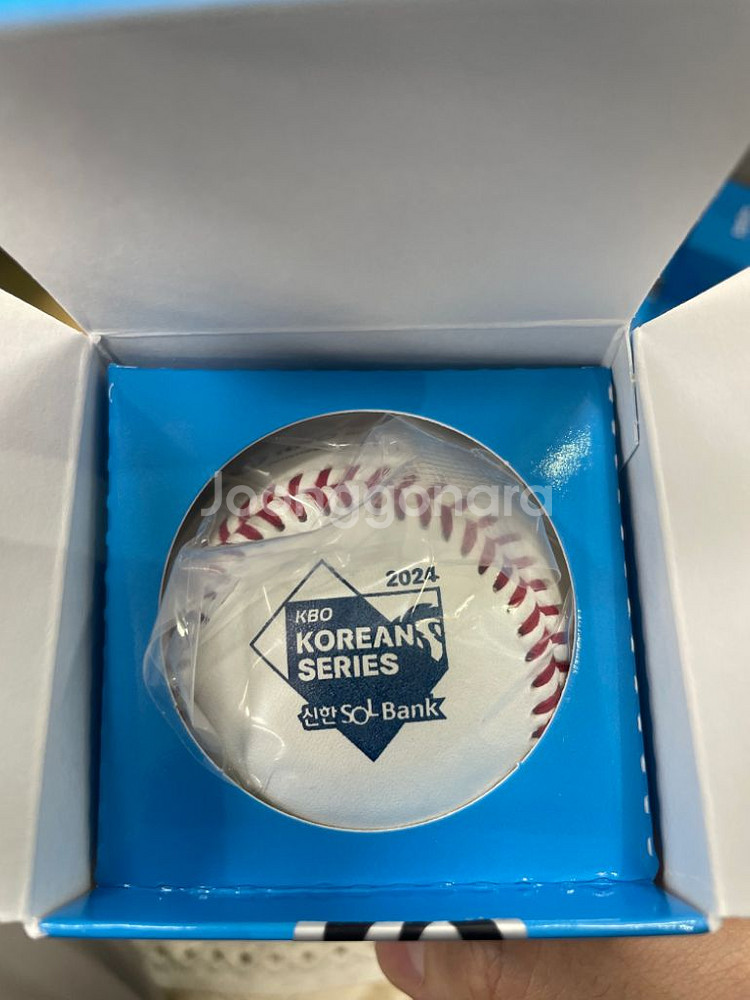 Joonggonara
2024
KBO
KOREAN
SERIES
신한 SOL Bank